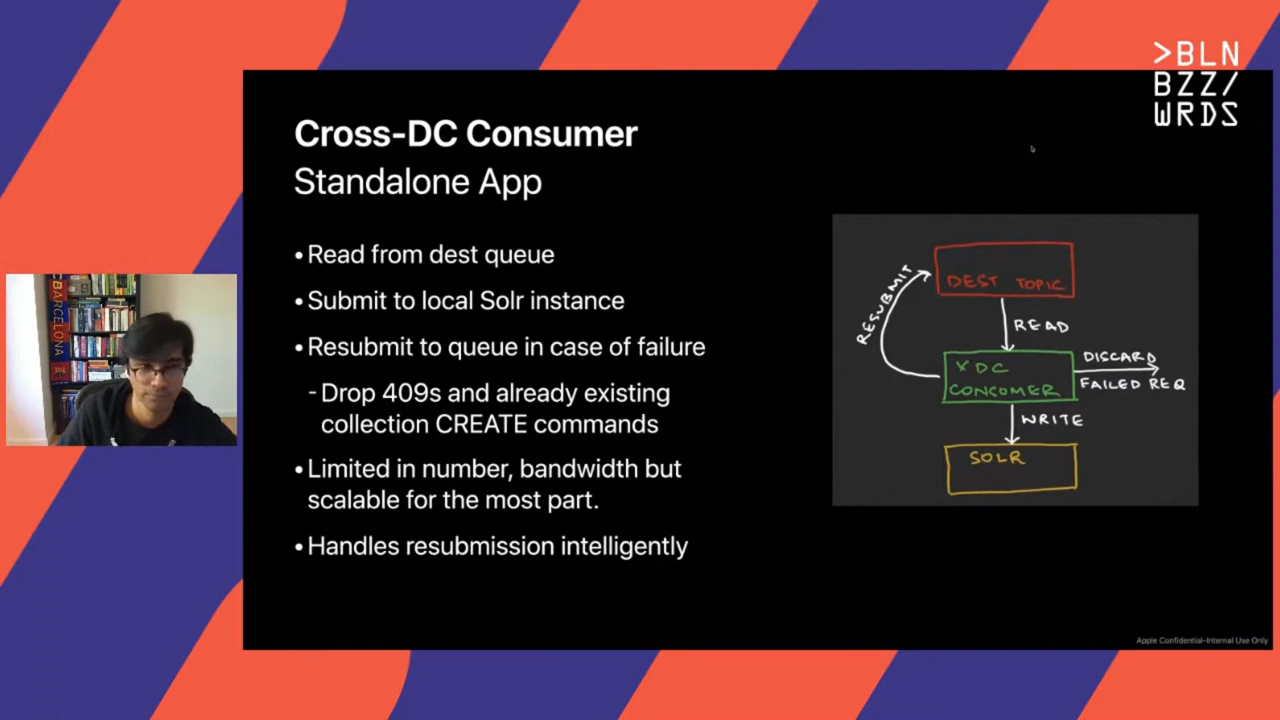 >BLN
BZZ/
WRDS
Cross-DC Consumer
Standalone App
•Read from dest queue
•Submit to local Solr instance
•Resubmit to queue in case of failure
-Drop 409s and already existing
collection CREATE commands
•Limited in number, bandwidth but
scalable for the most part.
•Handles resubmission intelligently
DEST TOPIC
RESUBMIT
READ
XDC
CONSUMER
DISCARD
FAILED REQ
WRITE
SOLR
BARCELONA
Apple Confidential–Internal Use Only